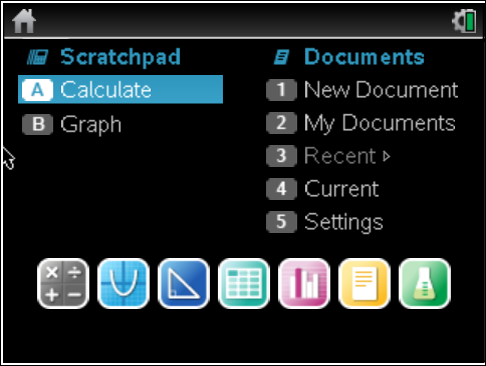 Scratchpad
A Calculate
B Graph
Documents
1 New Document
2 My Documents
3 Recent ▹
4 Current
5 Settings